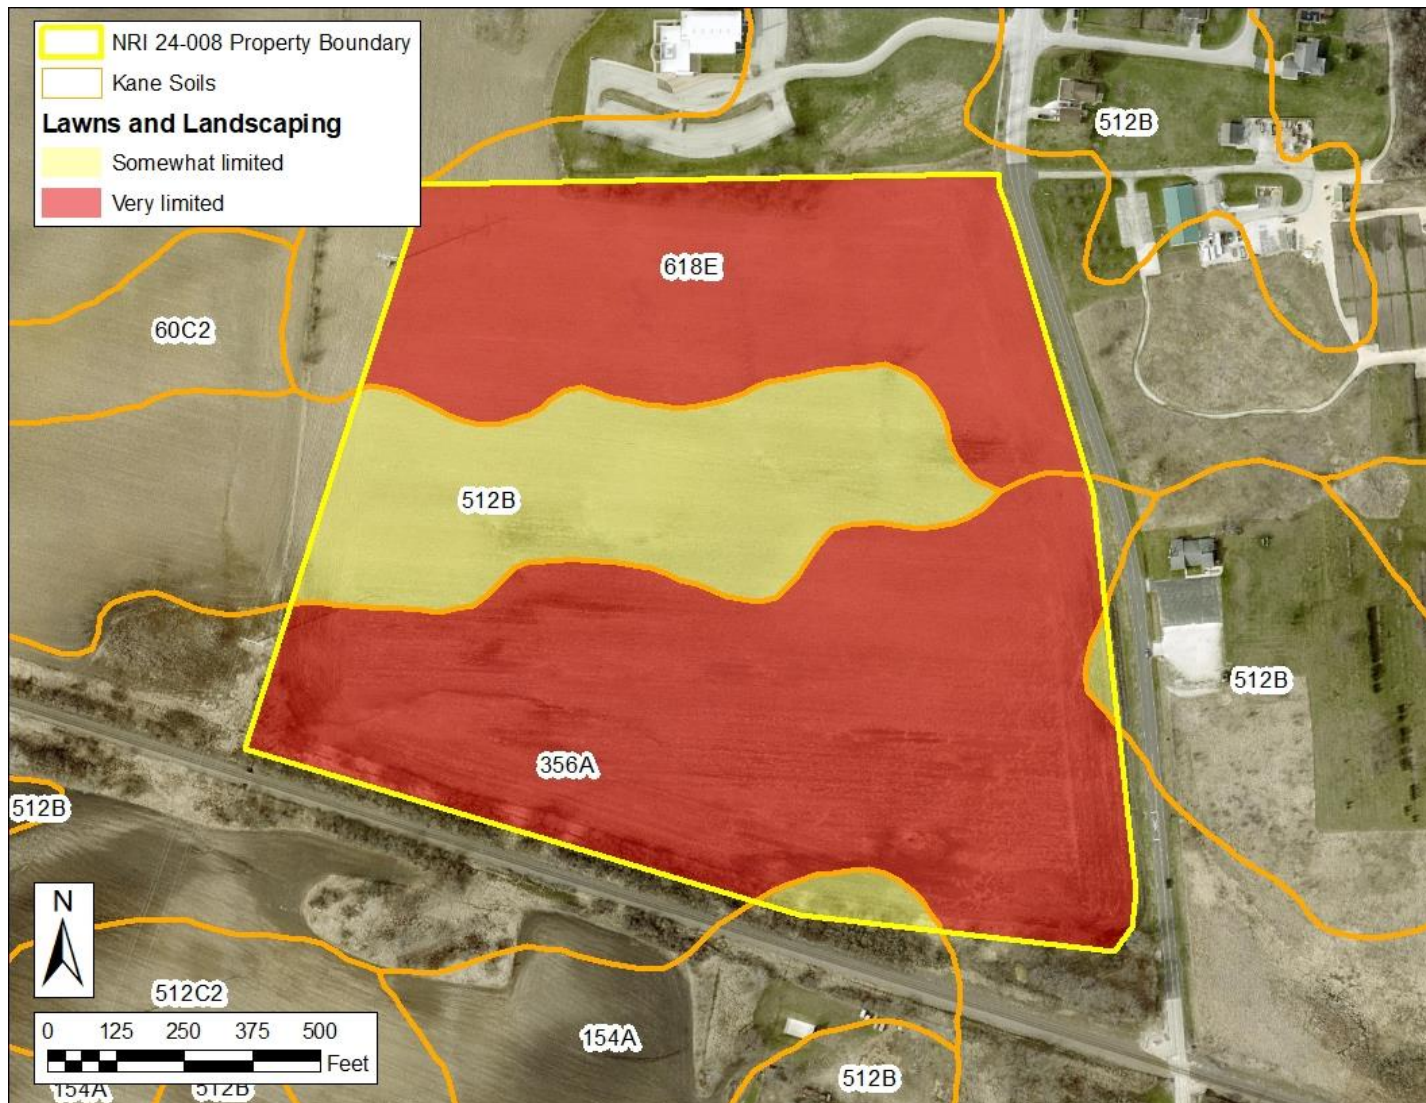 NRI 24-008 Property Boundary
Kane Soils
Lawns and Landscaping
Somewhat limited
Very limited
512B
618E
60C2
512B
512B
356A
512B
N
512C2
0 125 250 375 500
Feet
154A
512B
154A
512B